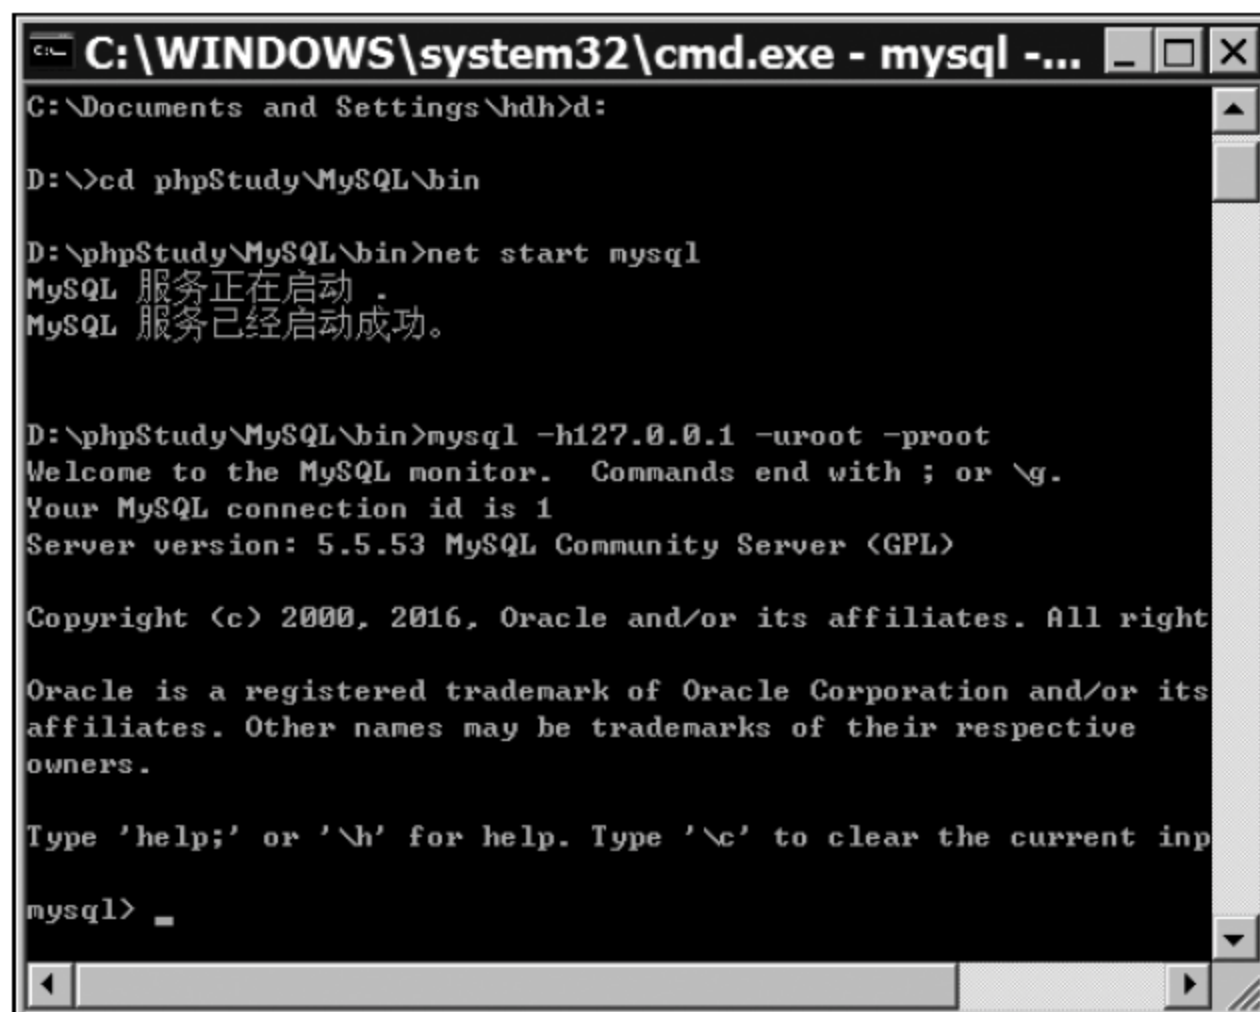 C:\WINDOWS\system32\cmd.exe - mysql -...
C:\Documents and Settings\hdh>d:
D:\>cd phpStudy\MySQL\bin
D:\phpStudy\MySQL\bin>net start mysql
MySQL 服务正在启动 .
MySQL 服务已经启动成功。
D:\phpStudy\MySQL\bin>mysql -h127.0.0.1 -uroot -proot
Welcome to the MySQL monitor.  Commands end with ; or \g.
Your MySQL connection id is 1
Server version: 5.5.53 MySQL Community Server (GPL)
Copyright (c) 2000, 2016, Oracle and/or its affiliates. All right
Oracle is a registered trademark of Oracle Corporation and/or its
affiliates. Other names may be trademarks of their respective
owners.
Type 'help;' or '\h' for help. Type '\c' to clear the current inp
mysql> _